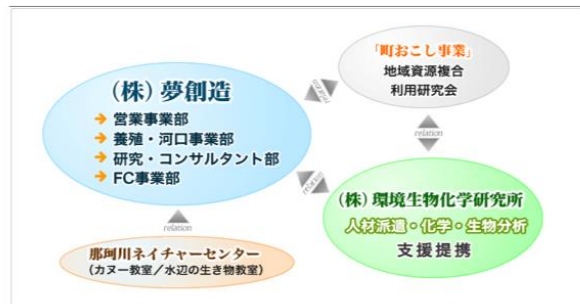 (株)夢創造
営業事業部
養殖・河口事業部
研究・コンサルタント部
FC事業部
「町おこし事業」
地域資源複合
利用研究会
relation
relation
relation
(株)環境生物化学研究所
人材派遣・化学・生物分析
支援提携
relation
那珂川ネイチャーセンター
(カヌー教室/水辺の生き物教室)